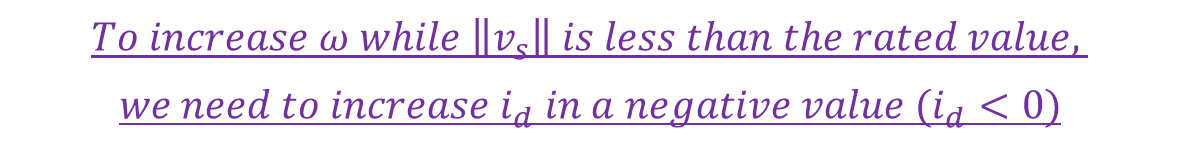 To increase ω while ‖vₛ‖ is less than the rated value,
we need to increase i_d in a negative value (i_d < 0)